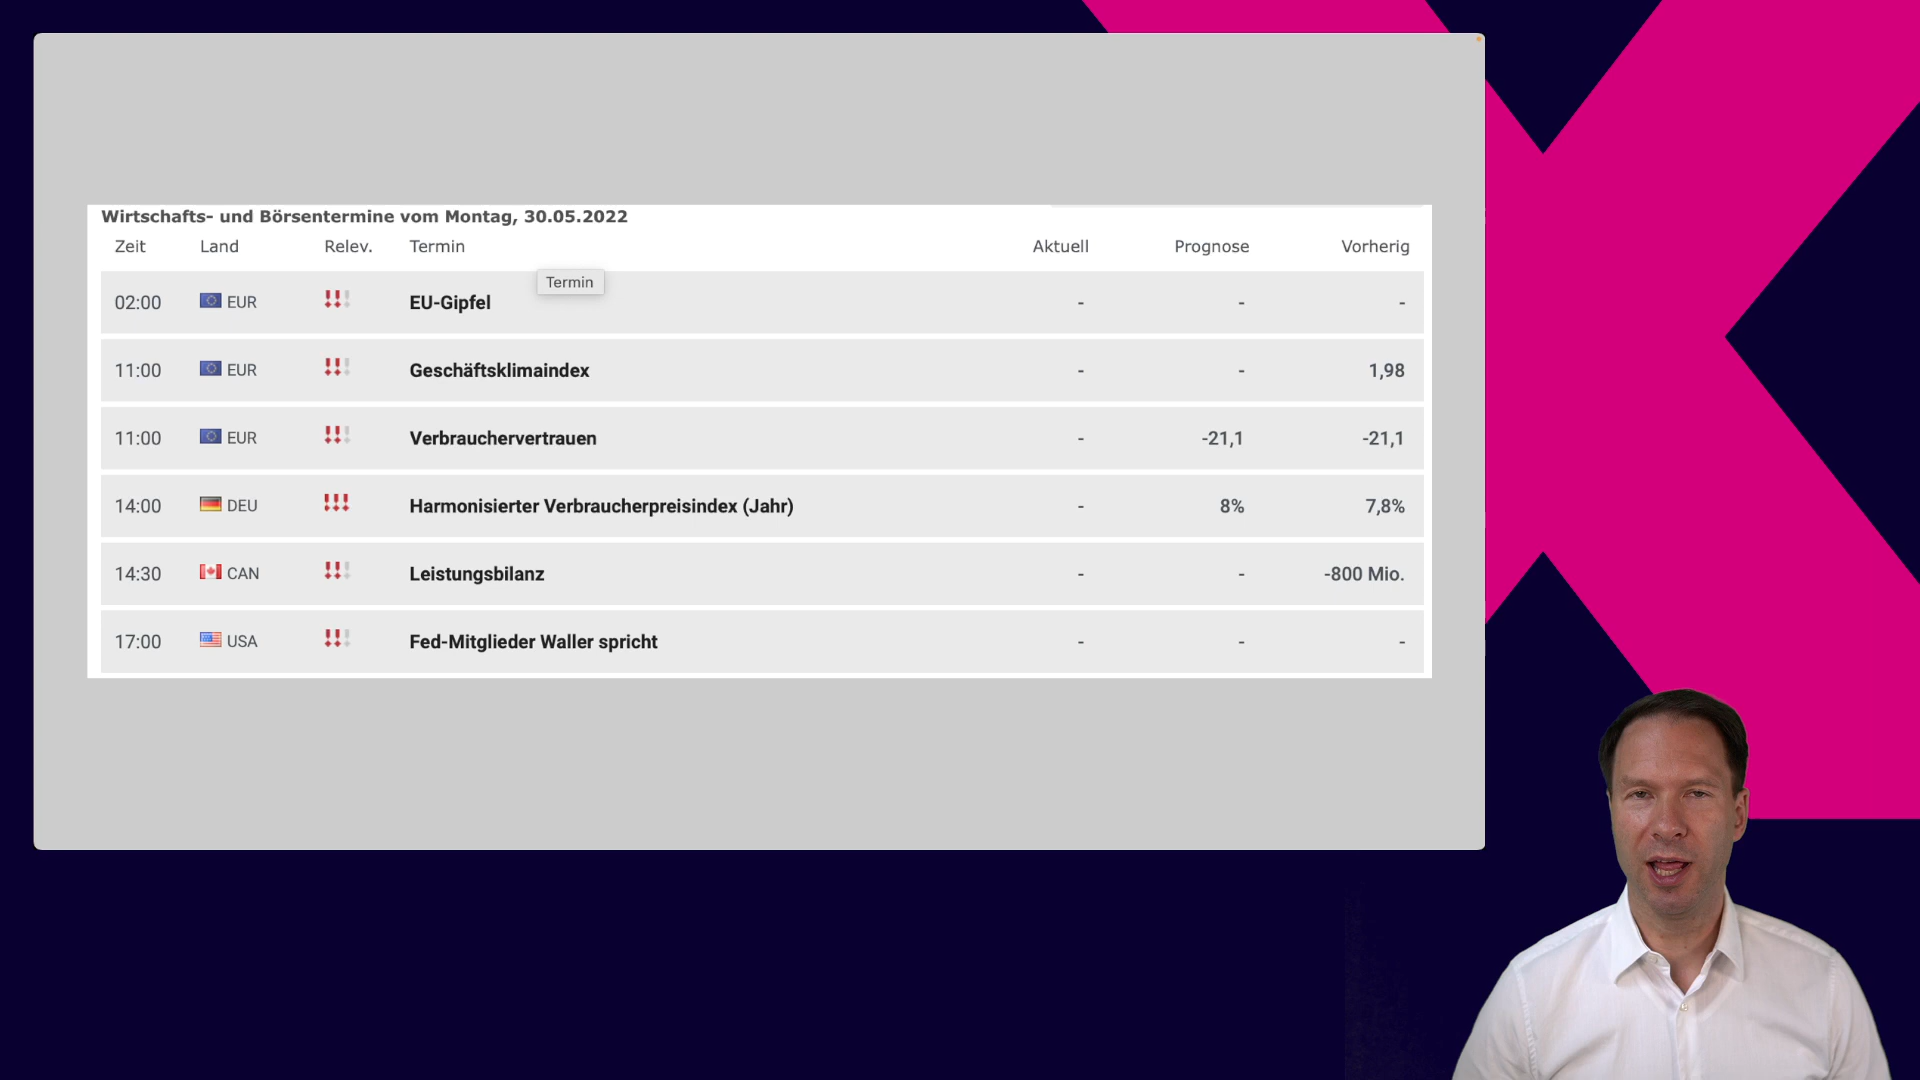 Wirtschafts- und Börsentermine vom Montag, 30.05.2022
Zeit Land Relev. Termin Aktuell Prognose Vorherig
Termin
02:00 EUR EU-Gipfel - - -
11:00 EUR Geschäftsklimaindex - - 1,98
11:00 EUR Verbrauchervertrauen - -21,1 -21,1
14:00 DEU Harmonisierter Verbraucherpreisindex (Jahr) - 8% 7,8%
14:30 CAN Leistungsbilanz - - -800 Mio.
17:00 USA Fed-Mitglieder Waller spricht - - -